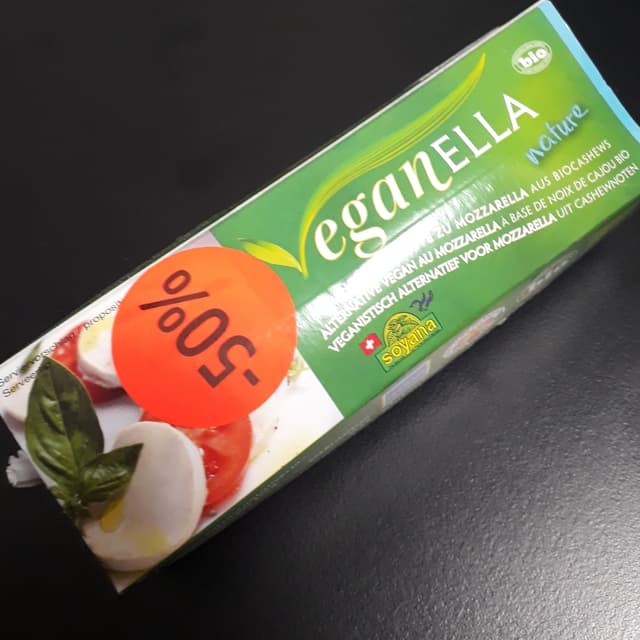 bio
veganELLA
nature
ZU MOZZARELLA AUS BIOCASHEWS
ALTERNATIVE VEGAN AU MOZZARELLA À BASE DE NOIX DE CAJOU BIO
VEGANISTISCH ALTERNATIEF VOOR MOZZARELLA UIT CASHEWNOTEN
soyana
-50%